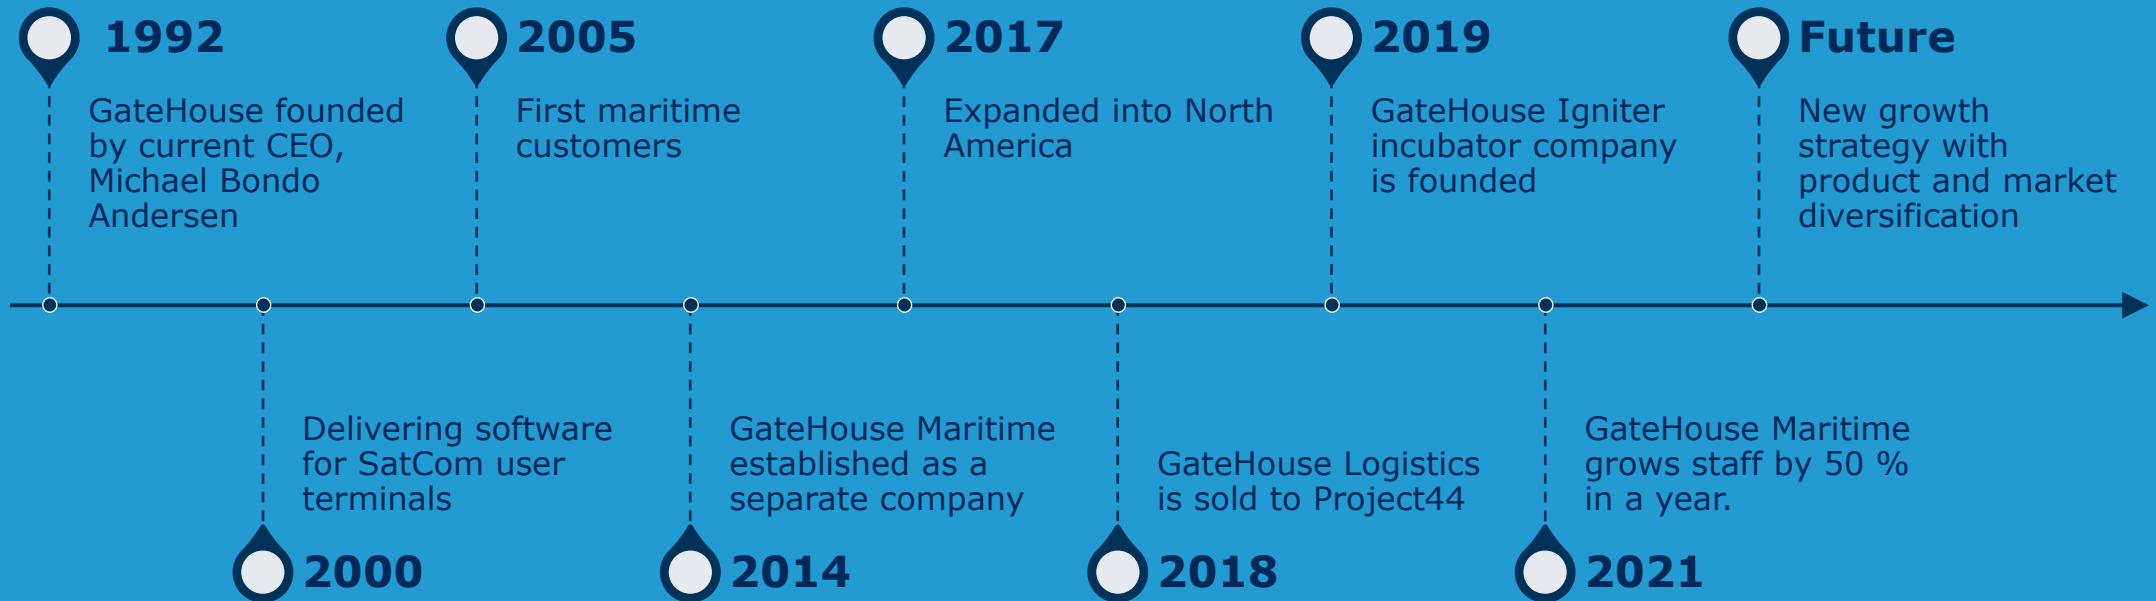 1992
GateHouse founded
by current CEO,
Michael Bondo
Andersen
2000
Delivering software
for SatCom user
terminals
2005
First maritime
customers
2014
GateHouse Maritime
established as a
separate company
2017
Expanded into North
America
2018
GateHouse Logistics
is sold to Project44
2019
GateHouse Igniter
incubator company
is founded
2021
GateHouse Maritime
grows staff by 50 %
in a year.
Future
New growth
strategy with
product and market
diversification